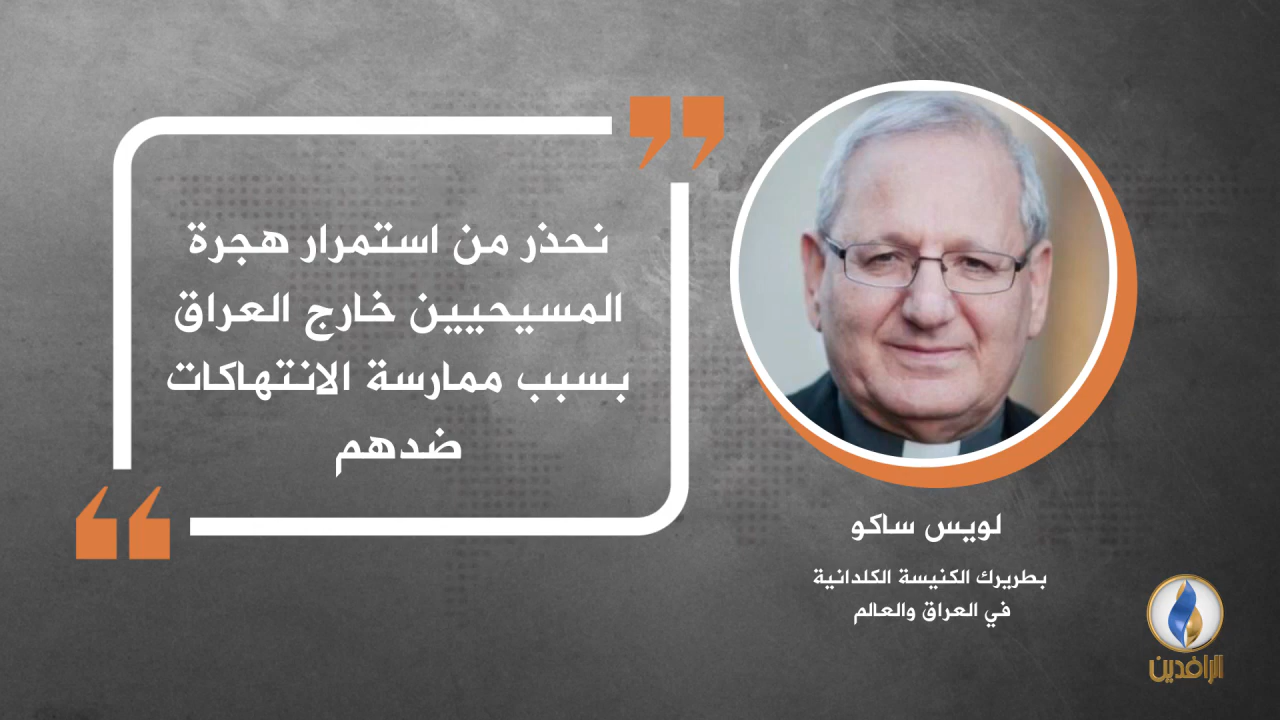 نحذر من استمرار هجرة
المسيحيين خارج العراق
بسبب ممارسة الانتهاكات
ضدهم
لويس ساكو
بطريرك الكنيسة الكلدانية
في العراق والعالم
الرافدين